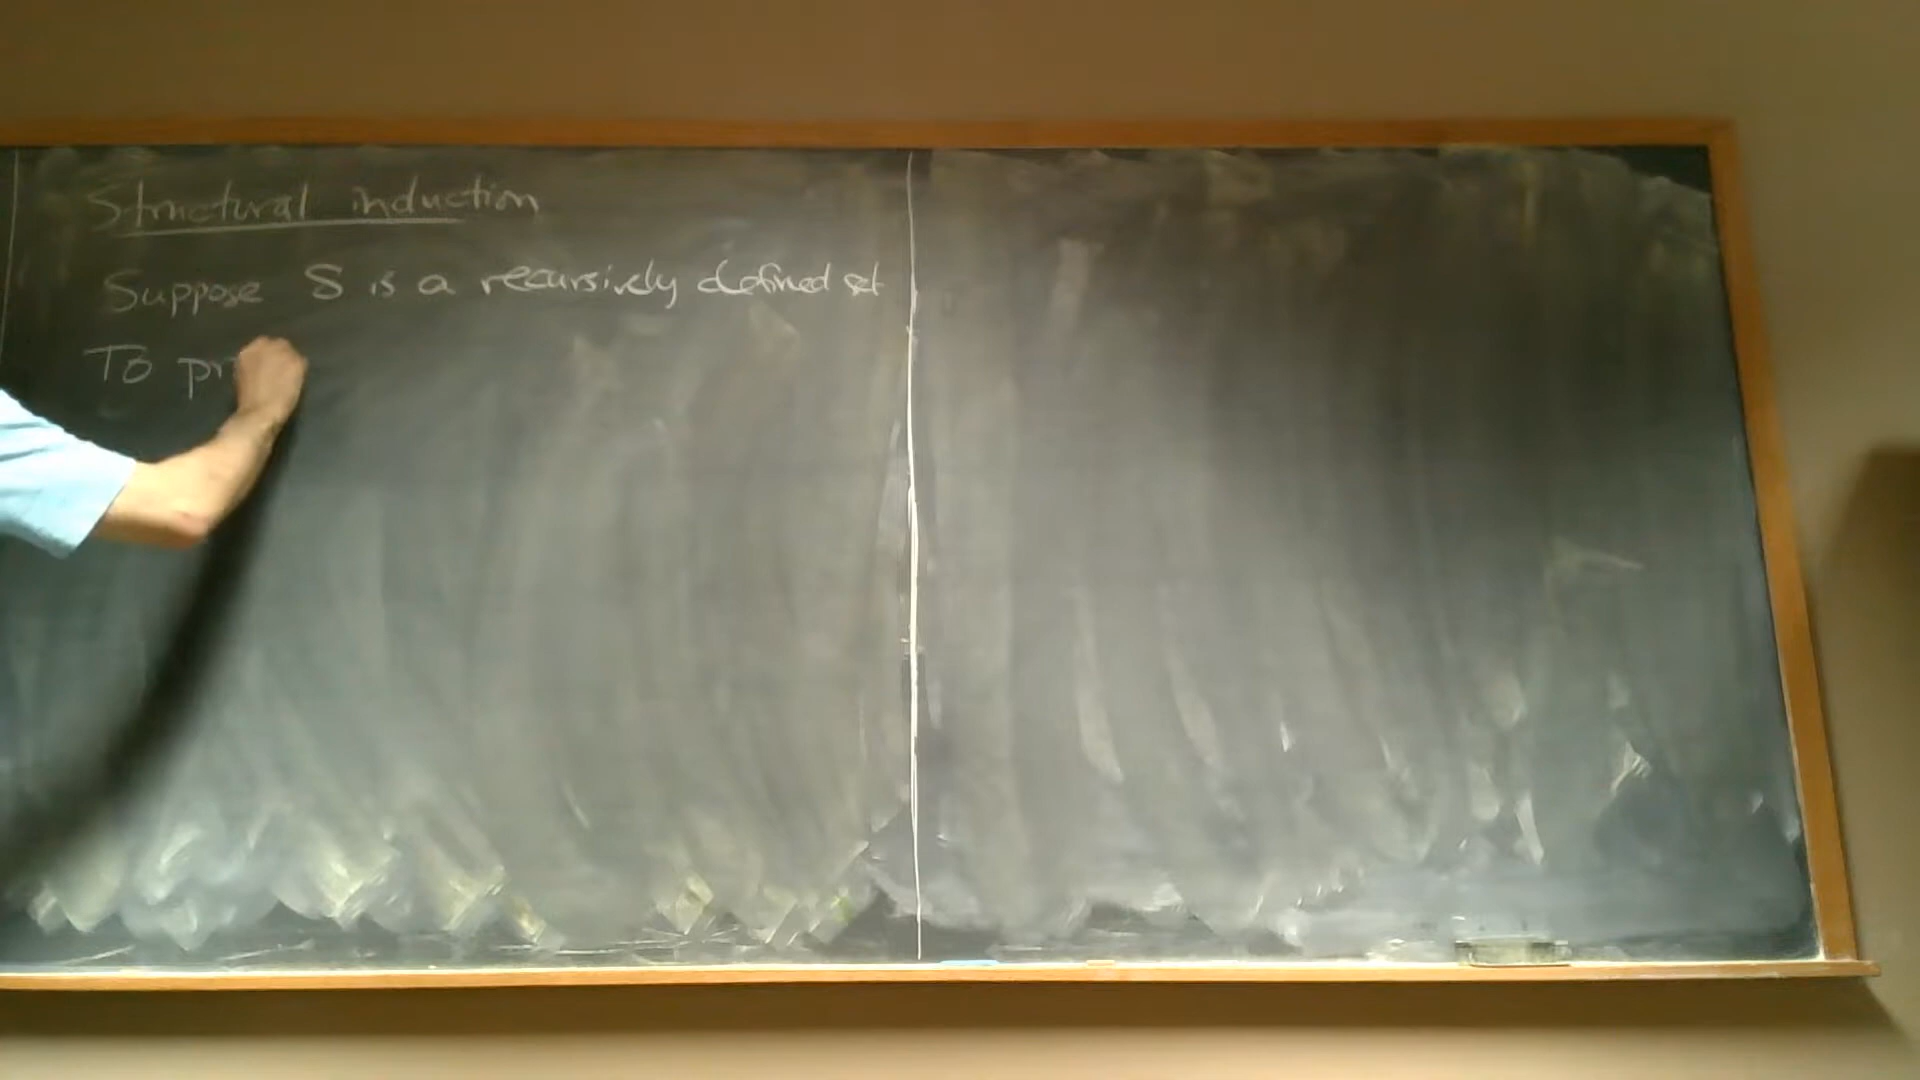 Structural induction
Suppose S is a recursively defined set
To pr